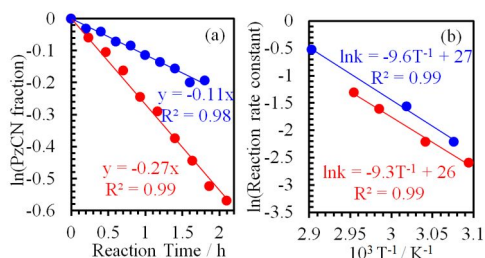 ln(PzCN fraction)
0
-0.1
-0.2
-0.3
-0.4
-0.5
-0.6
(a)
y = -0.11x
R² = 0.98
y = -0.27x
R² = 0.99
0 0.5 1 1.5 2
Reaction Time / h
ln(Reaction rate constant)
0
-0.5
-1.0
-1.5
-2.0
-2.5
-3.0
-3.5
(b)
lnk = -9.6T⁻¹ + 27
R² = 0.99
lnk = -9.3T⁻¹ + 26
R² = 0.99
2.9 2.95 3 3.05 3.1
10³ T⁻¹ / K⁻¹